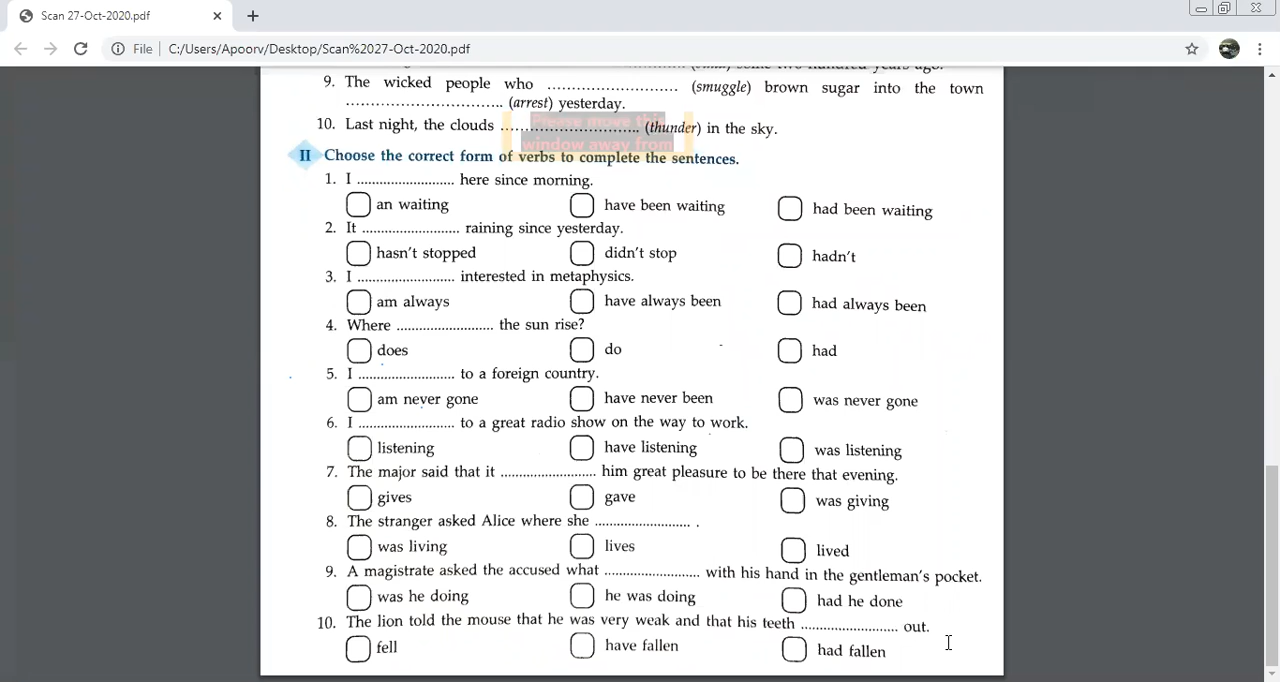 Scan 27-Oct-2020.pdf
File C:/Users/Apoorv/Desktop/Scan%2027-Oct-2020.pdf
9. The wicked people who ........................... (smuggle) brown sugar into the town
................................. (arrest) yesterday.
10. Last night, the clouds ............................. (thunder) in the sky.
Please move this
window away from
II Choose the correct form of verbs to complete the sentences.
1. I ......................... here since morning.
an waiting have been waiting had been waiting
2. It ......................... raining since yesterday.
hasn't stopped didn't stop hadn't
3. I ......................... interested in metaphysics.
am always have always been had always been
4. Where ......................... the sun rise?
does do had
5. I ......................... to a foreign country.
am never gone have never been was never gone
6. I ......................... to a great radio show on the way to work.
listening have listening was listening
7. The major said that it ......................... him great pleasure to be there that evening.
gives gave was giving
8. The stranger asked Alice where she ......................... .
was living lives lived
9. A magistrate asked the accused what ......................... with his hand in the gentleman's pocket.
was he doing he was doing had he done
10. The lion told the mouse that he was very weak and that his teeth ......................... out.
fell have fallen had fallen